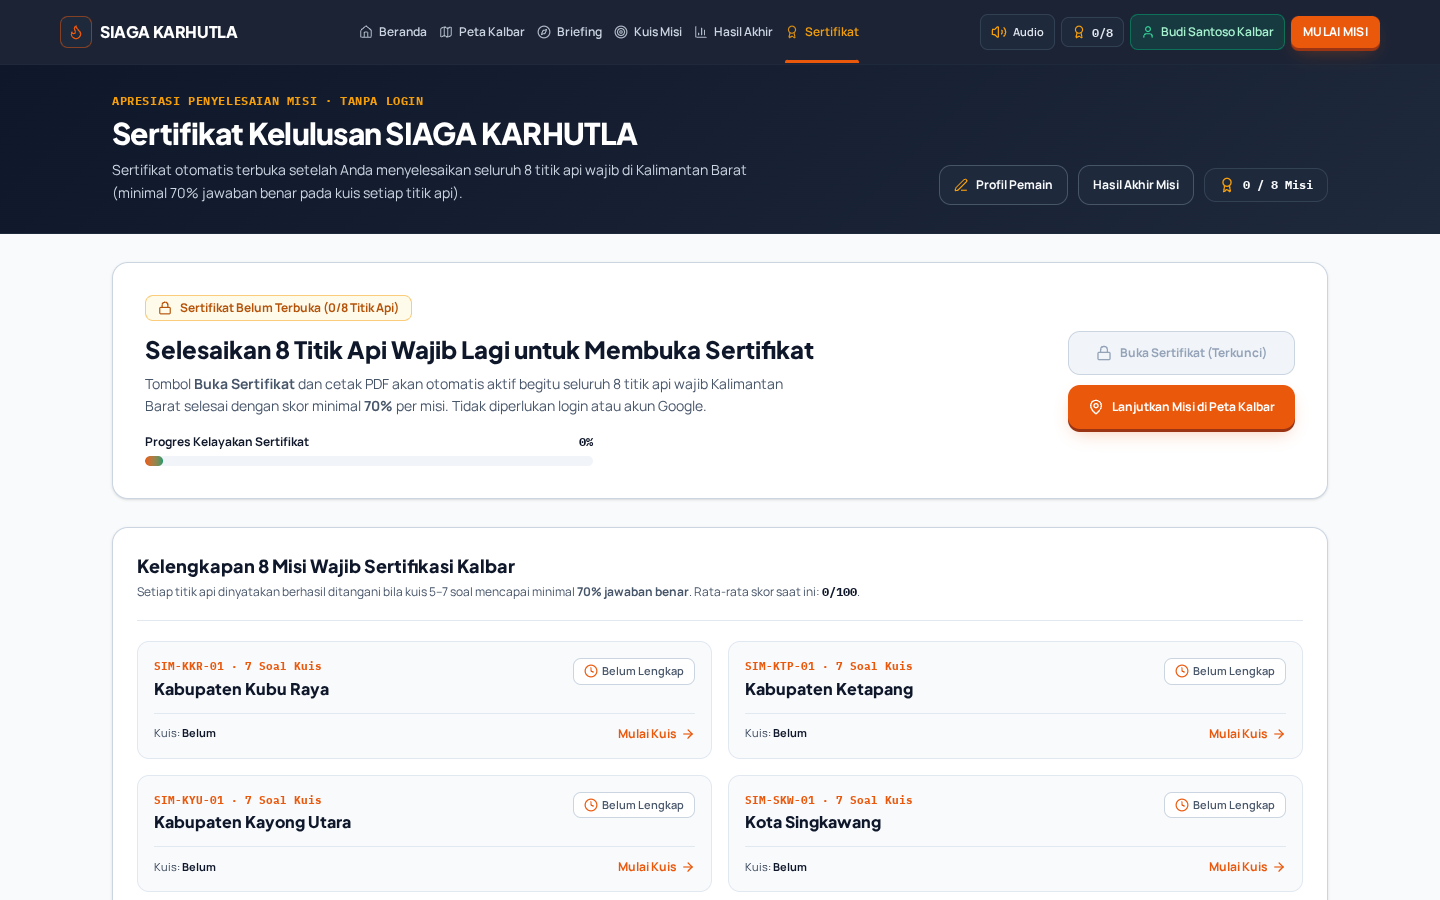 SIAGA KARHUTLA
Beranda
Peta Kalbar
Briefing
Kuis Misi
Hasil Akhir
Sertifikat
Audio
0/8
Budi Santoso Kalbar
MULAI MISI
APRESIASI PENYELESAIAN MISI · TANPA LOGIN
Sertifikat Kelulusan SIAGA KARHUTLA
Sertifikat otomatis terbuka setelah Anda menyelesaikan seluruh 8 titik api wajib di Kalimantan Barat
(minimal 70% jawaban benar pada kuis setiap titik api).
Profil Pemain
Hasil Akhir Misi
0 / 8 Misi
Sertifikat Belum Terbuka (0/8 Titik Api)
Selesaikan 8 Titik Api Wajib Lagi untuk Membuka Sertifikat
Tombol Buka Sertifikat dan cetak PDF akan otomatis aktif begitu seluruh 8 titik api wajib Kalimantan
Barat selesai dengan skor minimal 70% per misi. Tidak diperlukan login atau akun Google.
Progres Kelayakan Sertifikat
0%
Buka Sertifikat (Terkunci)
Lanjutkan Misi di Peta Kalbar
Kelengkapan 8 Misi Wajib Sertifikasi Kalbar
Setiap titik api dinyatakan berhasil ditangani bila kuis 5–7 soal mencapai minimal 70% jawaban benar. Rata-rata skor saat ini: 0/100.
SIM-KKR-01 · 7 Soal Kuis
Kabupaten Kubu Raya
Belum Lengkap
Kuis: Belum
Mulai Kuis
SIM-KTP-01 · 7 Soal Kuis
Kabupaten Ketapang
Belum Lengkap
Kuis: Belum
Mulai Kuis
SIM-KYU-01 · 7 Soal Kuis
Kabupaten Kayong Utara
Belum Lengkap
Kuis: Belum
Mulai Kuis
SIM-SKW-01 · 7 Soal Kuis
Kota Singkawang
Belum Lengkap
Kuis: Belum
Mulai Kuis